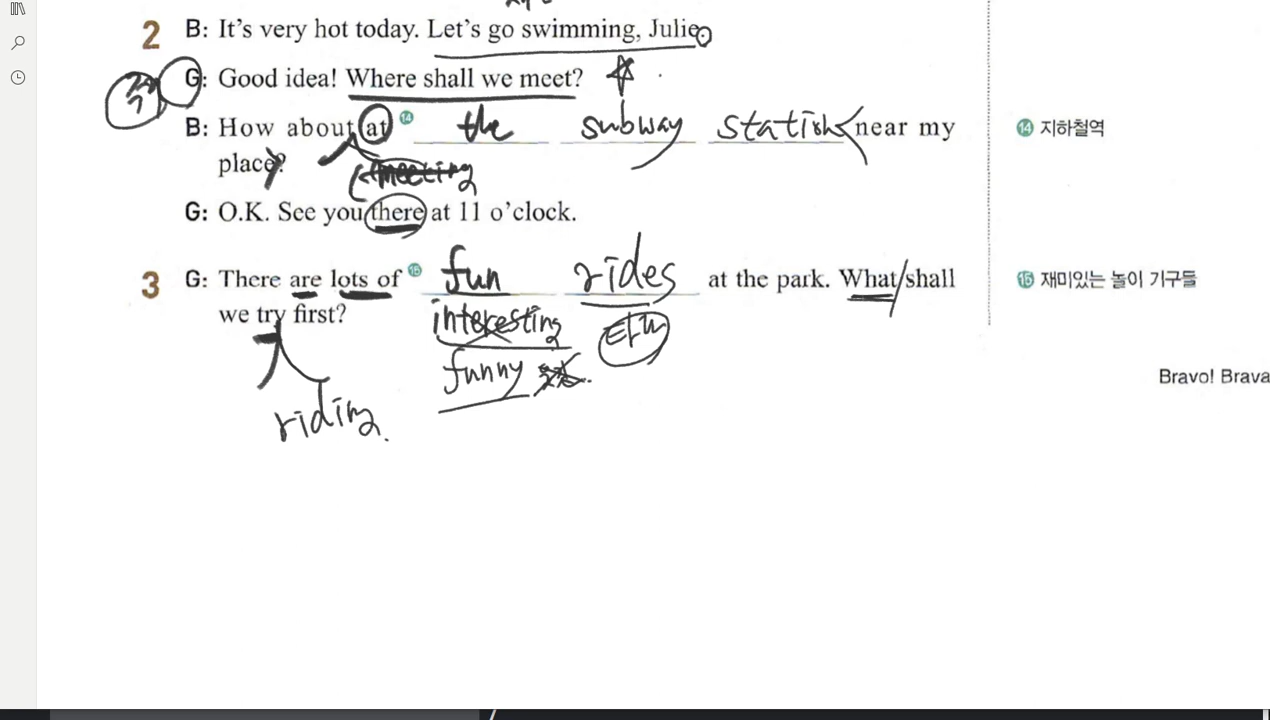 2 B: It's very hot today. Let's go swimming, Julie.
G: Good idea! Where shall we meet?
B: How about at ⑭ the subway station near my ⑭ 지하철역
place?
(meeting
G: O.K. See you there at 11 o'clock.
3 G: There are lots of ⑮ fun rides at the park. What/shall ⑮ 재미있는 놀이 기구들
we try first?
interesting
funny
riding.
Bravo! Brava